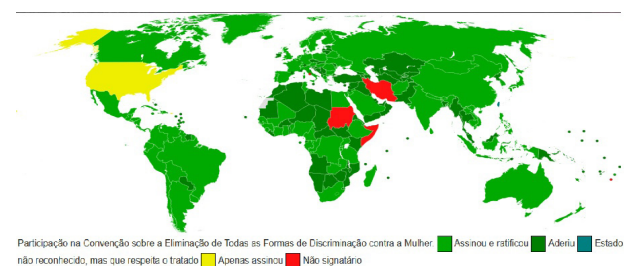 Participação na Convenção sobre a Eliminação de Todas as Formas de Discriminação contra a Mulher. Assinou e ratificou Aderiu Estado
não reconhecido, mas que respeita o tratado Apenas assinou Não signatário